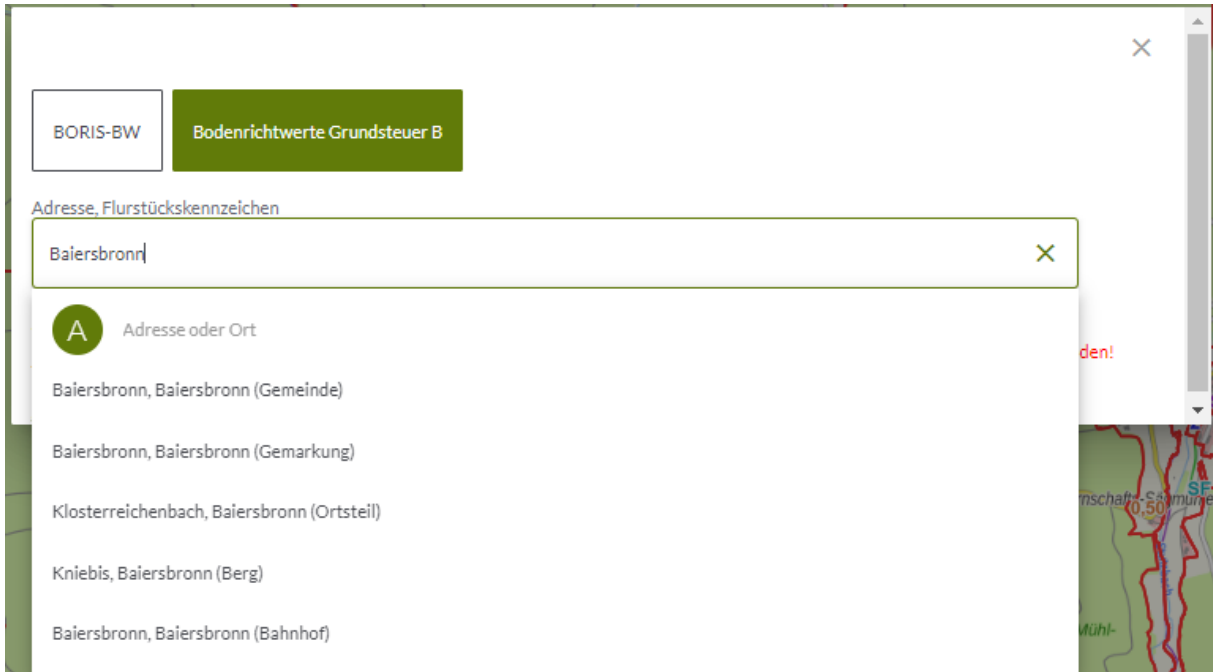 BORIS-BW
Bodenrichtwerte Grundsteuer B
Adresse, Flurstückskennzeichen
Baiersbronn
A
Adresse oder Ort
den!
Baiersbronn, Baiersbronn (Gemeinde)
Baiersbronn, Baiersbronn (Gemarkung)
Klosterreichenbach, Baiersbronn (Ortsteil)
SF
0,50
Kniebis, Baiersbronn (Berg)
Baiersbronn, Baiersbronn (Bahnhof)
Mühl-